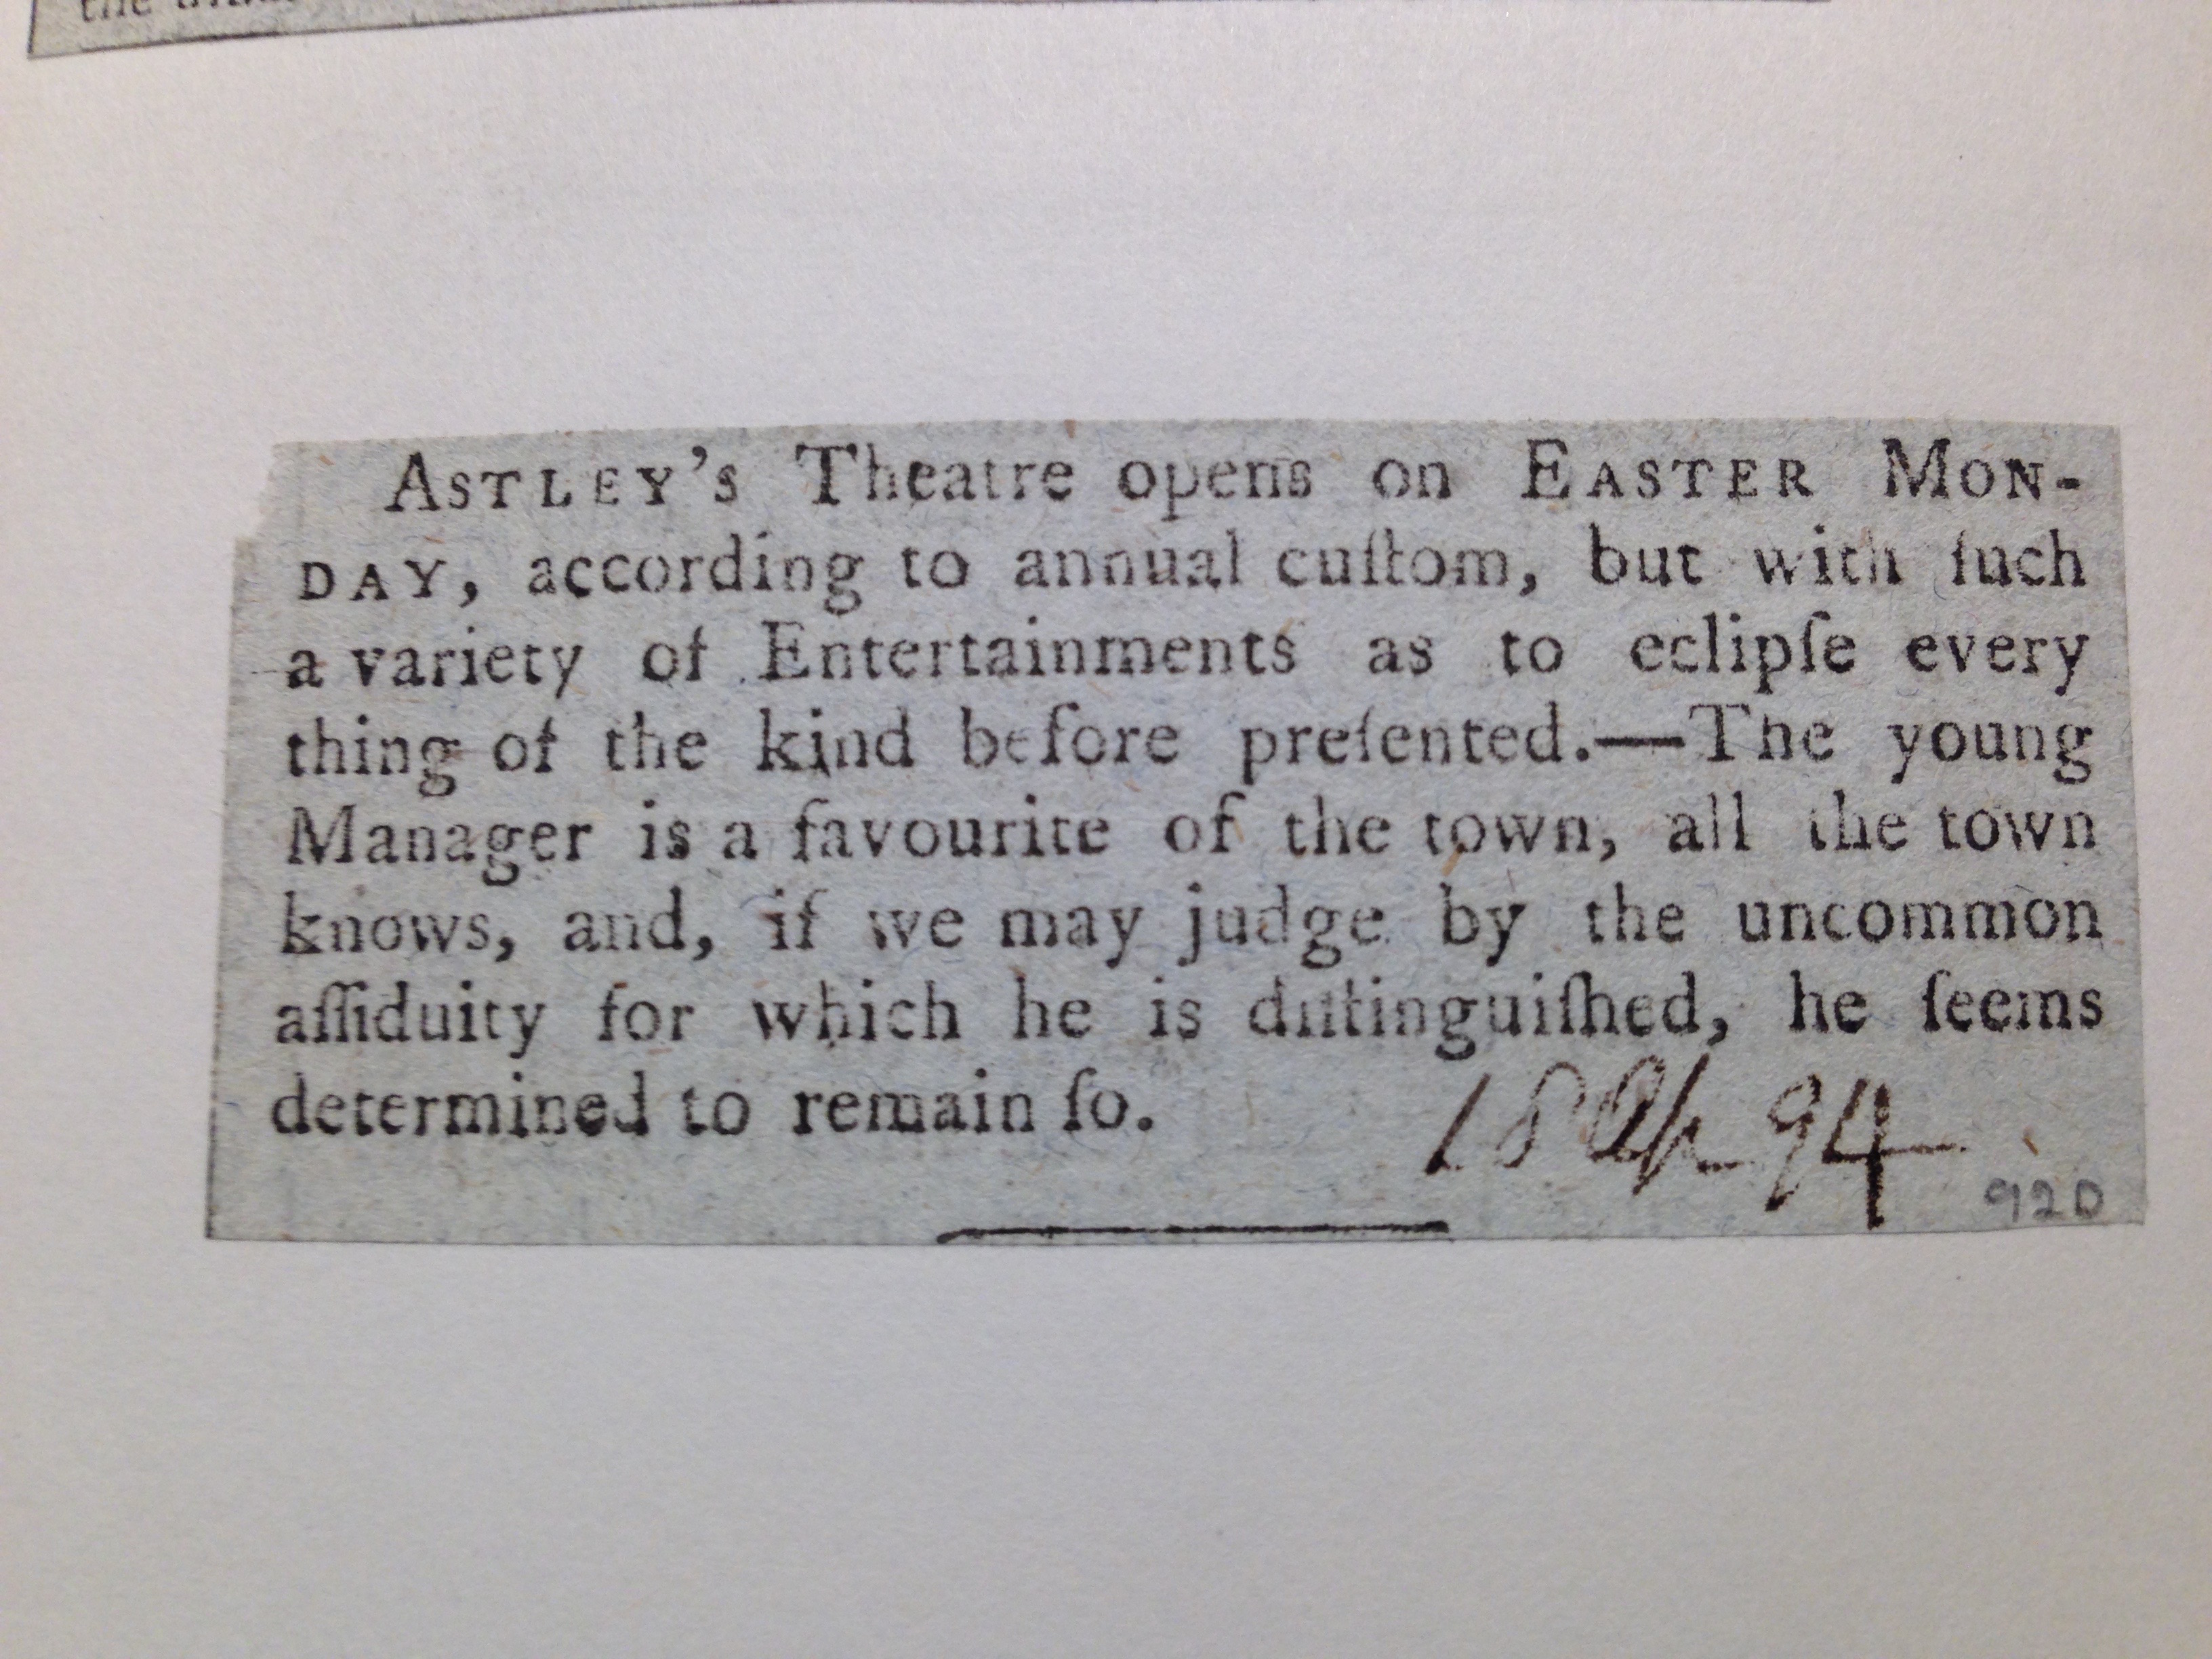 ASTLEY's Theatre opens on EASTER MON-
DAY, according to annual cuſtom, but with ſuch
a variety of Entertainments as to eclipſe every
thing of the kind before preſented.—The young
Manager is a favourite of the town, all the town
knows, and, if we may judge by the uncommon
aſſiduity for which he is diſtinguiſhed, he ſeems
determined to remain ſo.
18 Ap 94
920